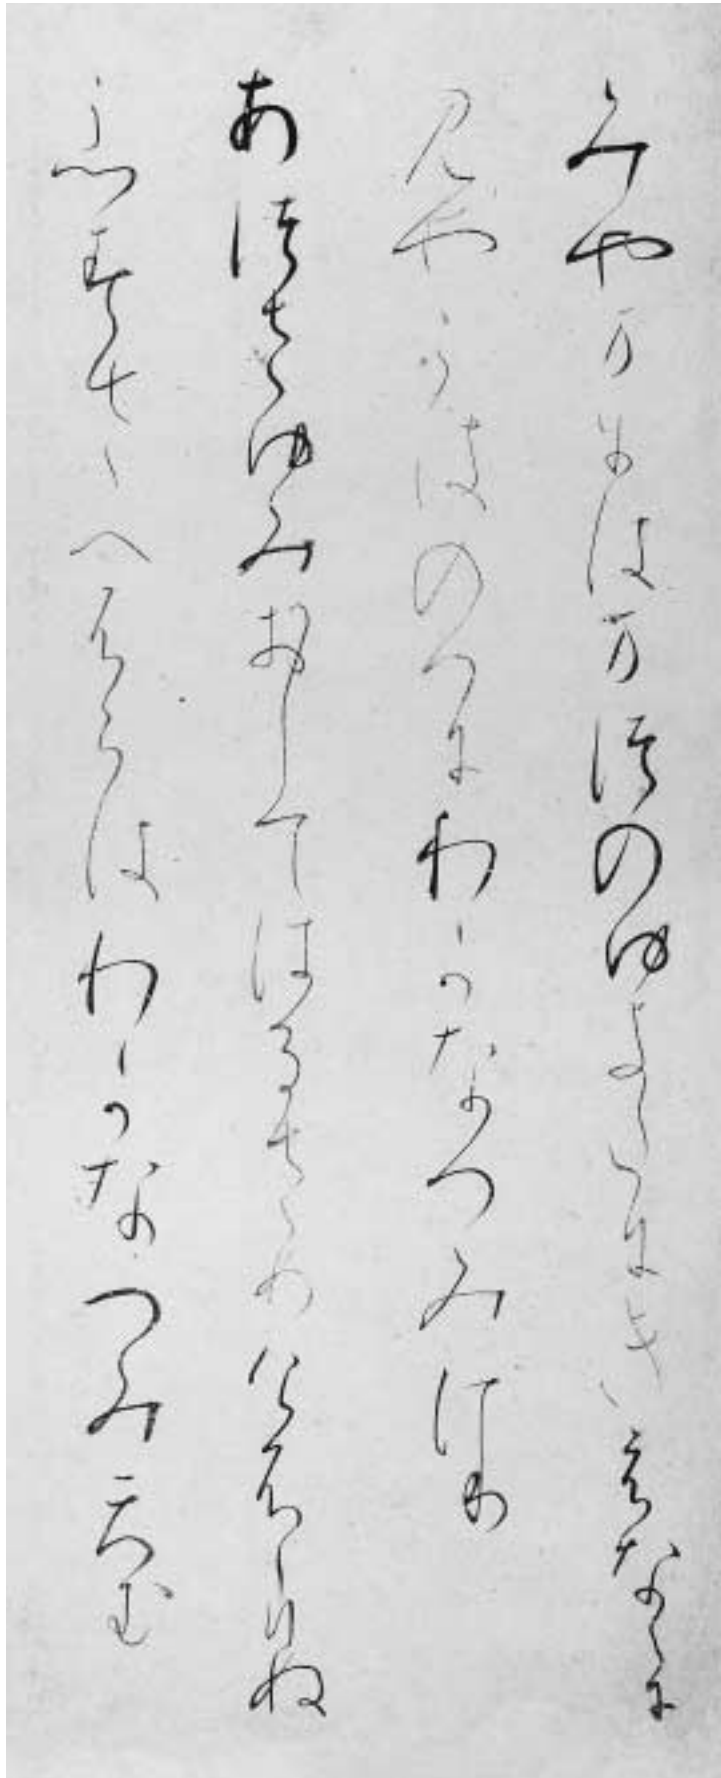 みやまにはまつのゆきたにきえなくに
見やこはのへにわかなつみけり
あつさゆみおしてはるさめけふふりぬ
あすさへふらはわかなつみてむ